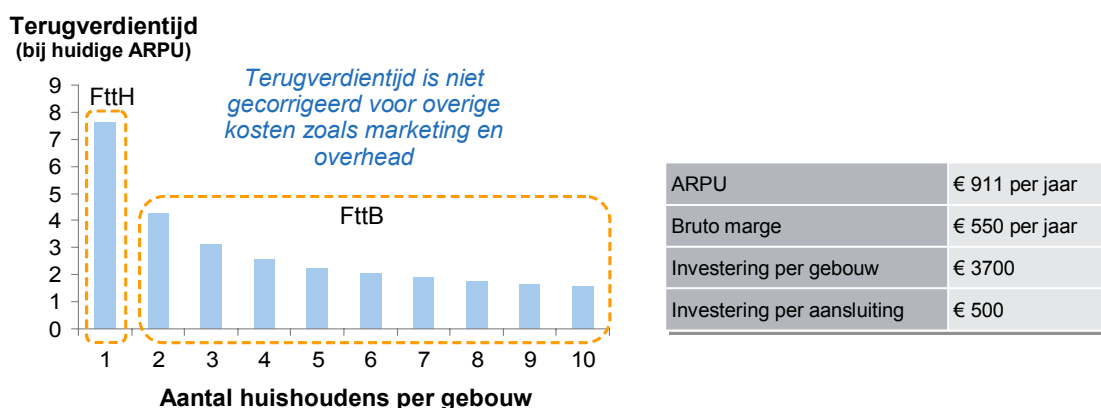 Terugverdientijd
(bij huidige ARPU)
9
8
7
6
5
4
3
2
1
0
FttH
Terugverdientijd is niet
gecorrigeerd voor overige
kosten zoals marketing en
overhead
FttB
1 2 3 4 5 6 7 8 9 10
Aantal huishoudens per gebouw
ARPU € 911 per jaar
Bruto marge € 550 per jaar
Investering per gebouw € 3700
Investering per aansluiting € 500